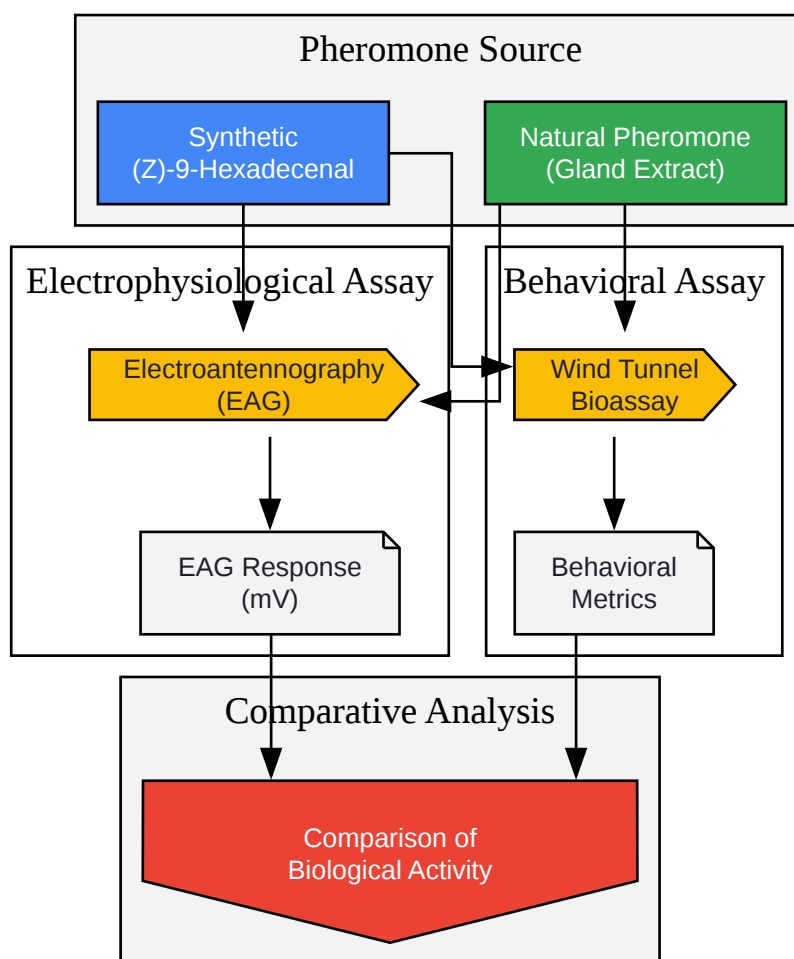 Pheromone Source
Synthetic
(Z)-9-Hexadecenal
Natural Pheromone
(Gland Extract)
Electrophysiological Assay
Behavioral Assay
Electroantennography
(EAG)
Wind Tunnel
Bioassay
EAG Response
(mV)
Behavioral
Metrics
Comparative Analysis
Comparison of
Biological Activity